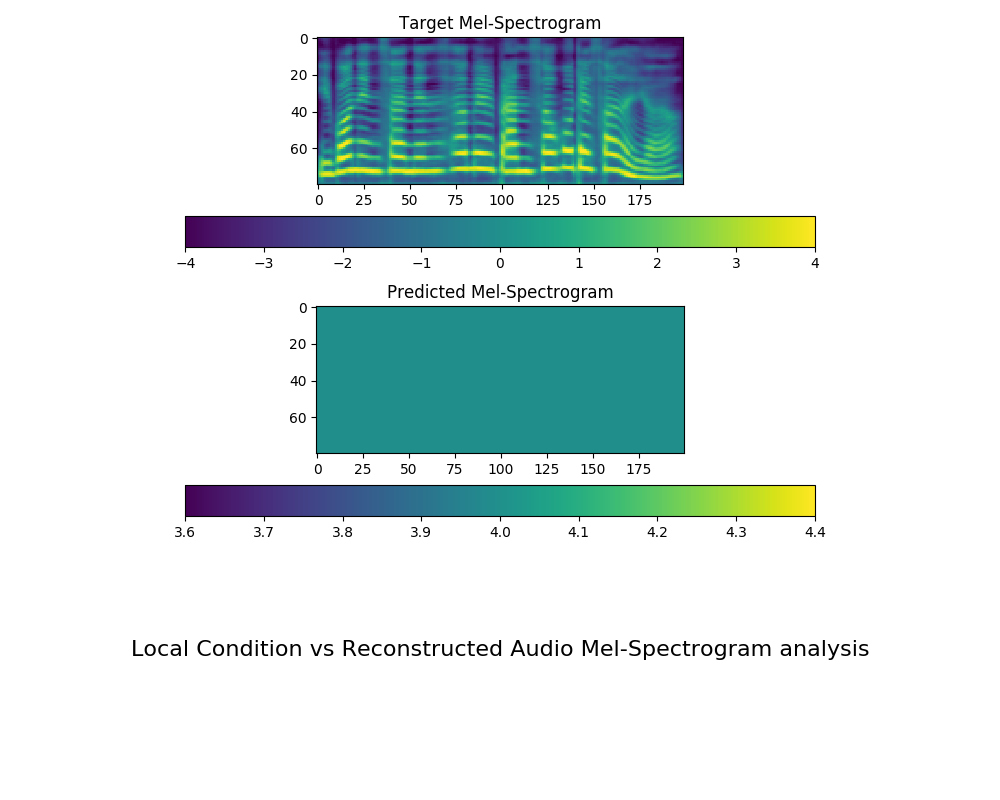 Target Mel-Spectrogram
0
20
40
60
0 25 50 75 100 125 150 175
−4 −3 −2 −1 0 1 2 3 4
Predicted Mel-Spectrogram
0
20
40
60
0 25 50 75 100 125 150 175
3.6 3.7 3.8 3.9 4.0 4.1 4.2 4.3 4.4
Local Condition vs Reconstructed Audio Mel-Spectrogram analysis